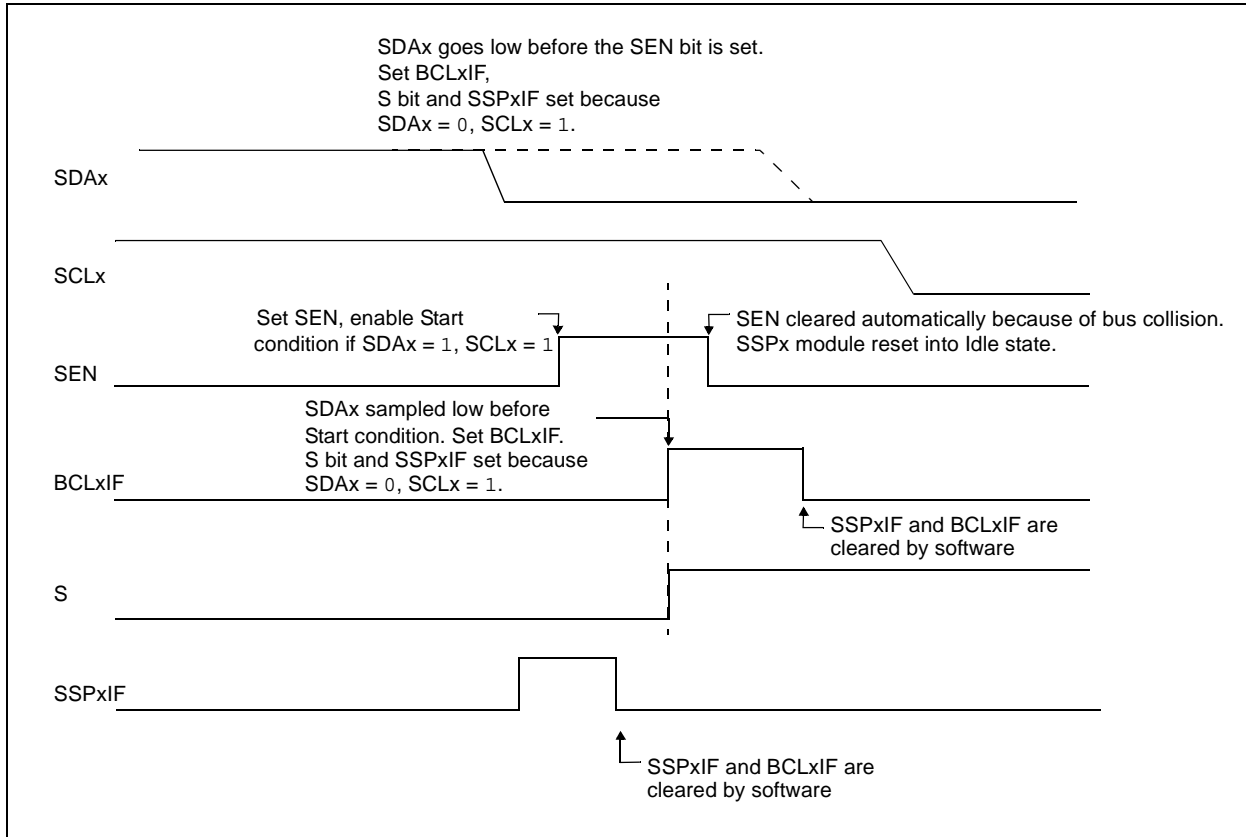 SDAx goes low before the SEN bit is set.
Set BCLxIF,
S bit and SSPxIF set because
SDAx = 0, SCLx = 1.
SDAx
SCLx
Set SEN, enable Start
condition if SDAx = 1, SCLx = 1
SEN cleared automatically because of bus collision.
SSPx module reset into Idle state.
SEN
SDAx sampled low before
Start condition. Set BCLxIF.
S bit and SSPxIF set because
SDAx = 0, SCLx = 1.
BCLxIF
SSPxIF and BCLxIF are
cleared by software
S
SSPxIF
SSPxIF and BCLxIF are
cleared by software